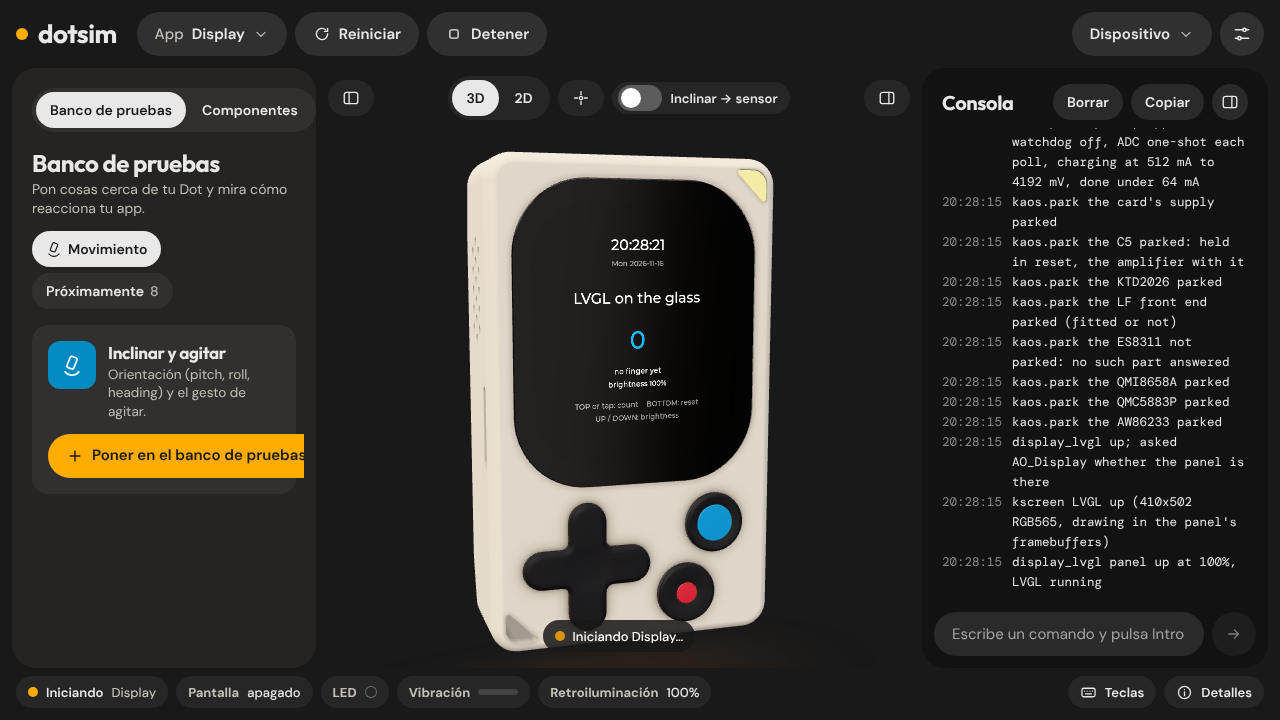 dotsim
App Display
Reiniciar
Detener
Dispositivo
Banco de pruebas
Componentes
Banco de pruebas
Pon cosas cerca de tu Dot y mira cómo
reacciona tu app.
Movimiento
Próximamente 8
Inclinar y agitar
Orientación (pitch, roll,
heading) y el gesto de
agitar.
Poner en el banco de pruebas
3D
2D
Inclinar → sensor
20:28:21
Mon 2026-11-16
LVGL on the glass
0
no finger yet
brightness 100%
TOP or tap: count BOTTOM: reset
UP / DOWN: brightness
Iniciando Display...
Consola
Borrar
Copiar
watchdog off, ADC one-shot each
poll, charging at 512 mA to
4192 mV, done under 64 mA
20:28:15 kaos.park the card's supply
parked
20:28:15 kaos.park the C5 parked: held
in reset, the amplifier with it
20:28:15 kaos.park the KTD2026 parked
20:28:15 kaos.park the LF front end
parked (fitted or not)
20:28:15 kaos.park the ES8311 not
parked: no such part answered
20:28:15 kaos.park the QMI8658A parked
20:28:15 kaos.park the QMC5883P parked
20:28:15 kaos.park the AW86233 parked
20:28:15 display_lvgl up; asked
AO_Display whether the panel is
there
20:28:15 kscreen LVGL up (410x502
RGB565, drawing in the panel's
framebuffers)
20:28:15 display_lvgl panel up at 100%,
LVGL running
Escribe un comando y pulsa Intro
Iniciando Display
Pantalla apagado
LED
Vibración
Retroiluminación 100%
Teclas
Detalles